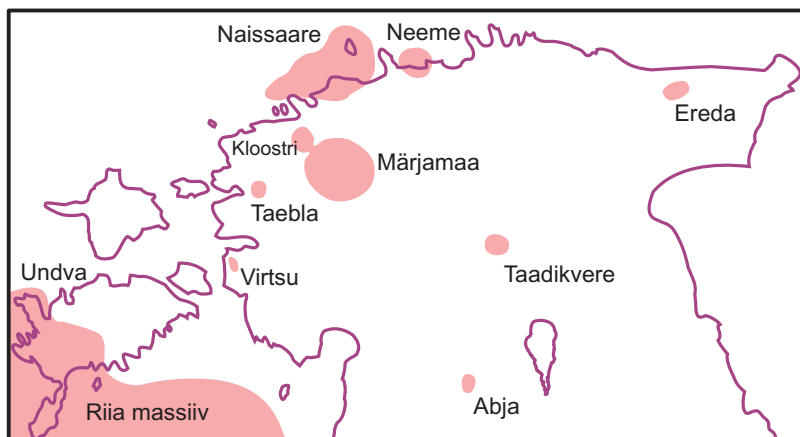 Naissaare
Neeme
Ereda
Kloostri
Märjamaa
Taebla
Undva
Virtsu
Taadikvere
Riia massiiv
Abja